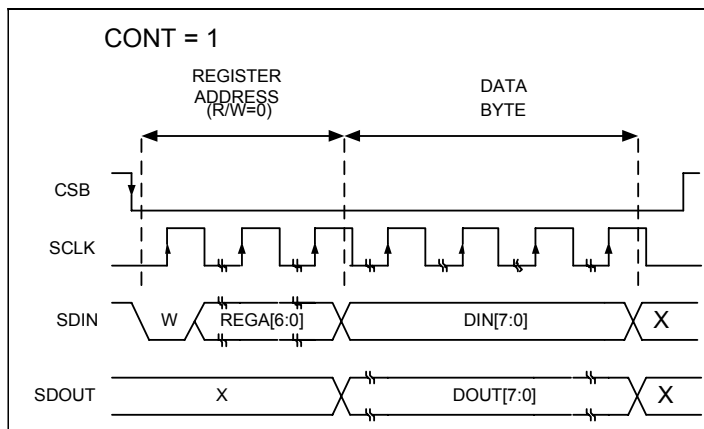 CONT = 1
REGISTER
ADDRESS
(R/W=0)
DATA
BYTE
CSB
SCLK
SDIN
W
REGA[6:0]
DIN[7:0]
X
SDOUT
X
DOUT[7:0]
X